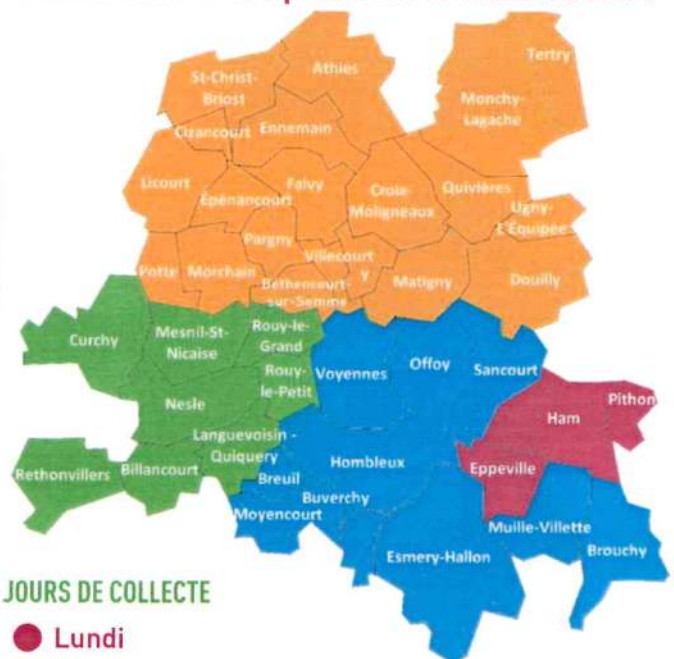 Tertry
Athies
St-Christ-
Briost
Monchy-
Lagache
Cizancourt
Ennemain
Licourt
Falvy
Épénancourt
Croix-
Moligneaux
Quivières
Ugny-
L'Equipée
Pargny
Villecourt
y
Potte
Morchain
Béthencourt-
sur-Somme
Matigny
Douilly
Curchy
Mesnil-St-
Nicaise
Rouy-le-
Grand
Rouy-
le-Petit
Voyennes
Offoy
Sancourt
Nesle
Ham
Pithon
Languevoisin -
Quiquery
Rethonvillers
Billancourt
Breuil
Hombleux
Eppeville
Buverchy
Moyencourt
Muille-Villette
Esmery-Hallon
Brouchy
JOURS DE COLLECTE
Lundi